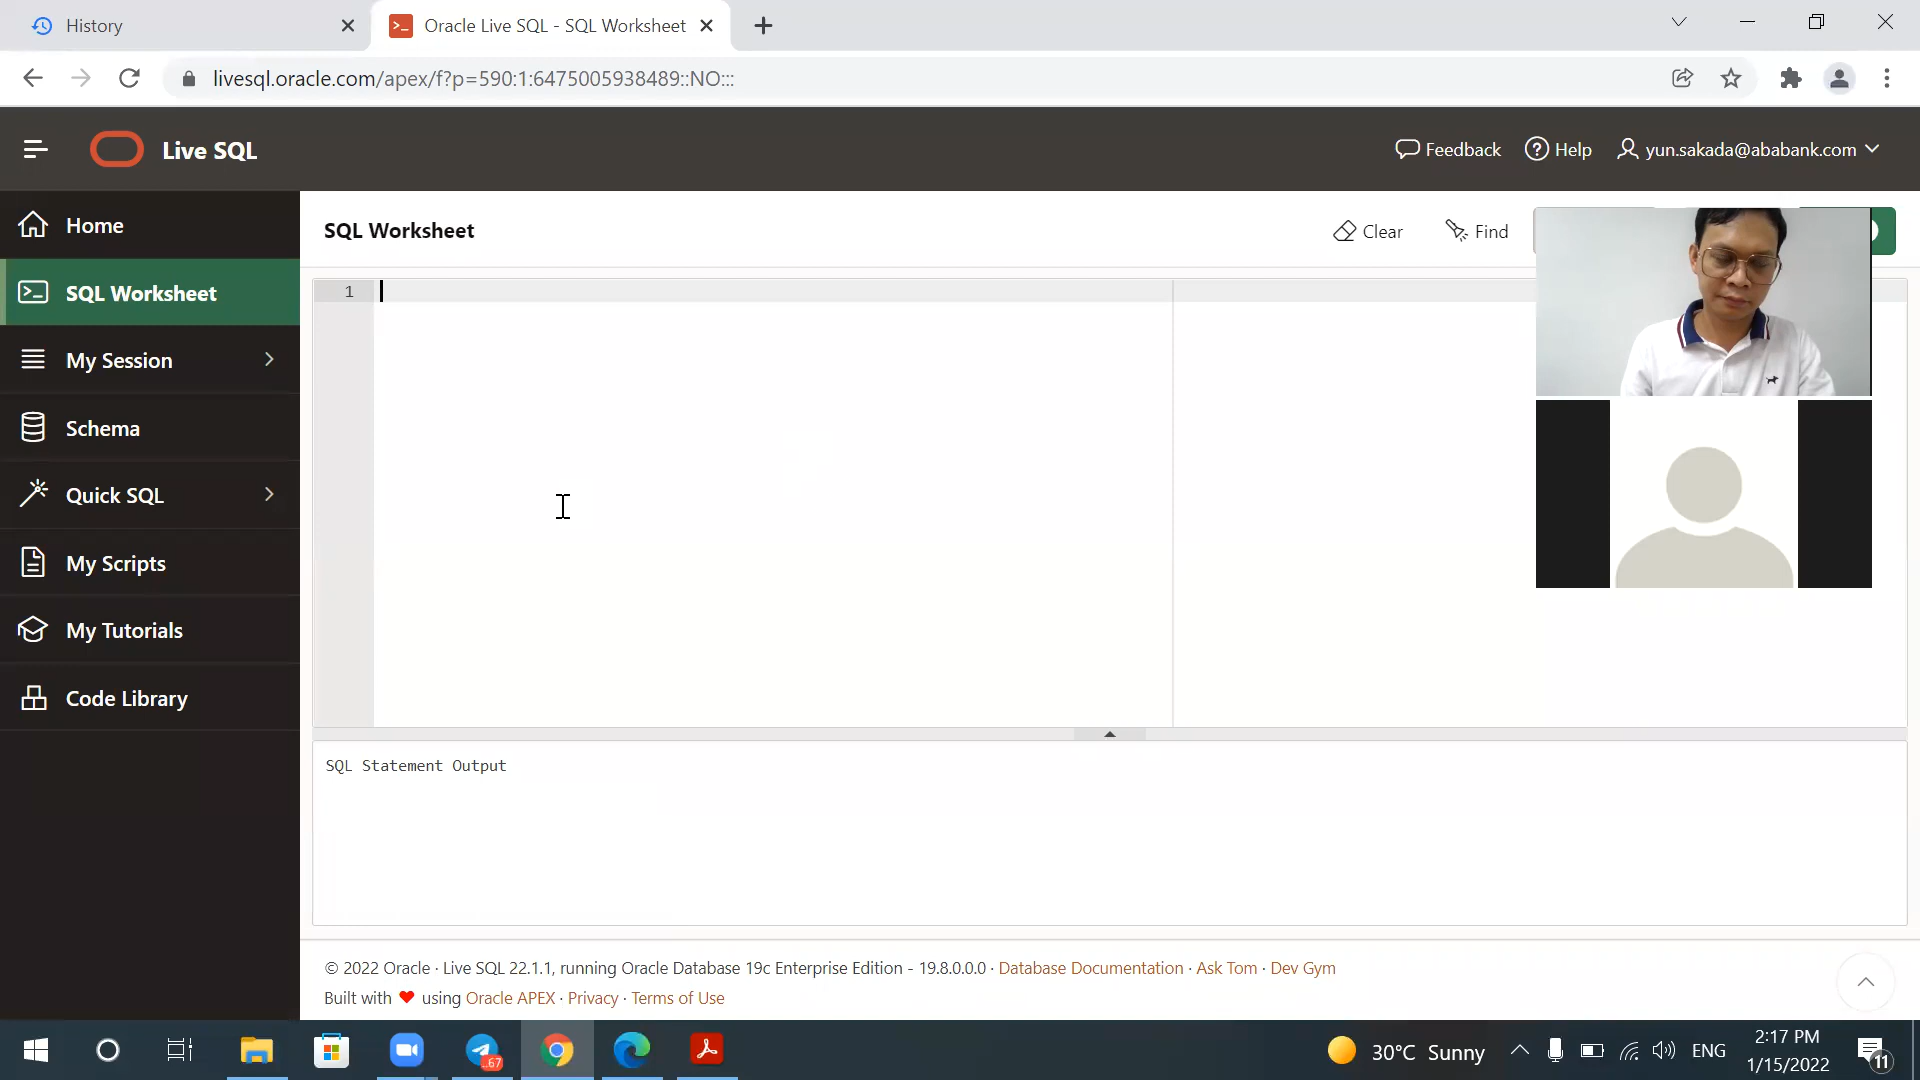 History
Oracle Live SQL - SQL Worksheet
livesql.oracle.com/apex/f?p=590:1:6475005938489::NO:::
Live SQL
Feedback
Help
yun.sakada@ababank.com
Home
SQL Worksheet
My Session
Schema
Quick SQL
My Scripts
My Tutorials
Code Library
SQL Worksheet
Clear
Find
1
SQL Statement Output
© 2022 Oracle · Live SQL 22.1.1, running Oracle Database 19c Enterprise Edition - 19.8.0.0.0 · Database Documentation · Ask Tom · Dev Gym
Built with ❤ using Oracle APEX · Privacy · Terms of Use
..67
30°C Sunny
ENG
2:17 PM
1/15/2022
11